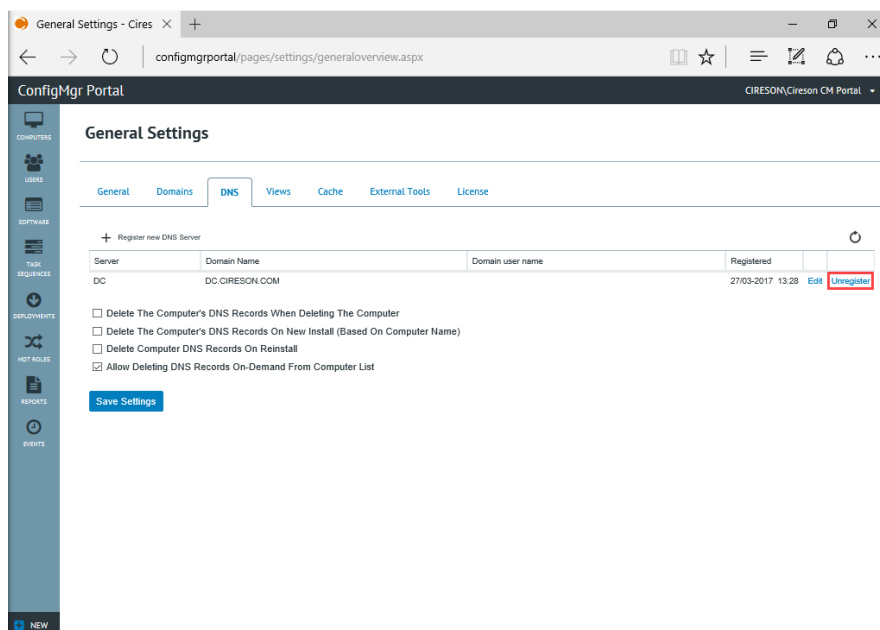 General Settings - Cires
configmgrportal/pages/settings/generaloverview.aspx
ConfigMgr Portal
CIRESON\Cireson CM Portal
COMPUTERS
USERS
SOFTWARE
TASK
SEQUENCES
DEPLOYMENTS
MDT ROLES
REPORTS
EVENTS
NEW
General Settings
General Domains DNS Views Cache External Tools License
Register new DNS Server
Server Domain Name Domain user name Registered
DC DC.CIRESON.COM 27/03-2017 13:28 Edit Unregister
Delete The Computer's DNS Records When Deleting The Computer
Delete The Computer's DNS Records On New Install (Based On Computer Name)
Delete Computer DNS Records On Reinstall
Allow Deleting DNS Records On-Demand From Computer List
Save Settings